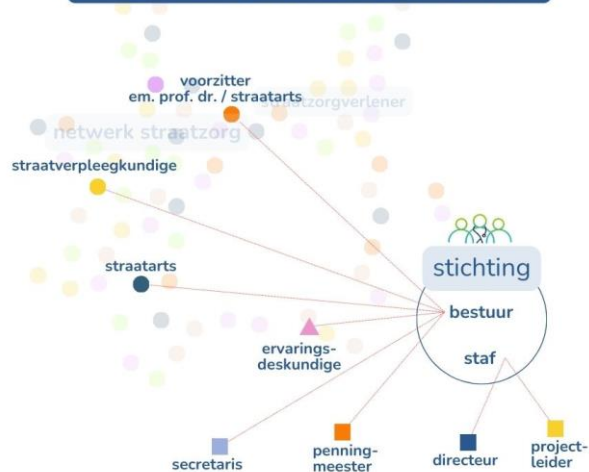 voorzitter
em. prof. dr. / straatarts
straatzorgverlener
netwerk straatzorg
straatverpleegkundige
straatarts
stichting
bestuur
ervarings-
deskundige
staf
secretaris
penning-
meester
directeur
project-
leider